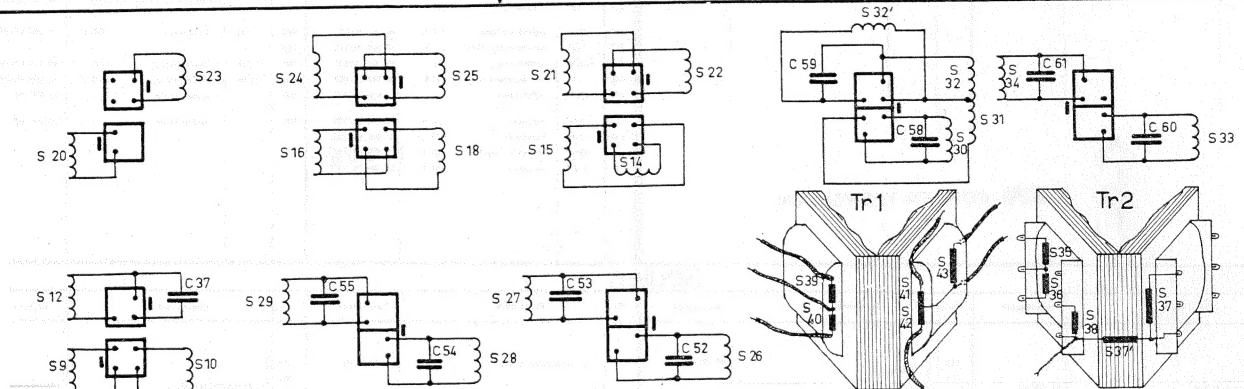 S 32'
S 23
S 24
S 25
S 21
S 22
C 59
S 32
S 34
C 61
S 20
S 16
S 18
S 15
S 14
C 58
S 30
S 31
C 60
S 33
Tr 1
Tr 2
S 12
C 37
S 29
C 55
S 27
C 53
S 39
S 40
S 41
S 42
S 43
S 35
S 36
S 38
S 37
S 37'
S 9
S 10
C 54
S 28
C 52
S 26